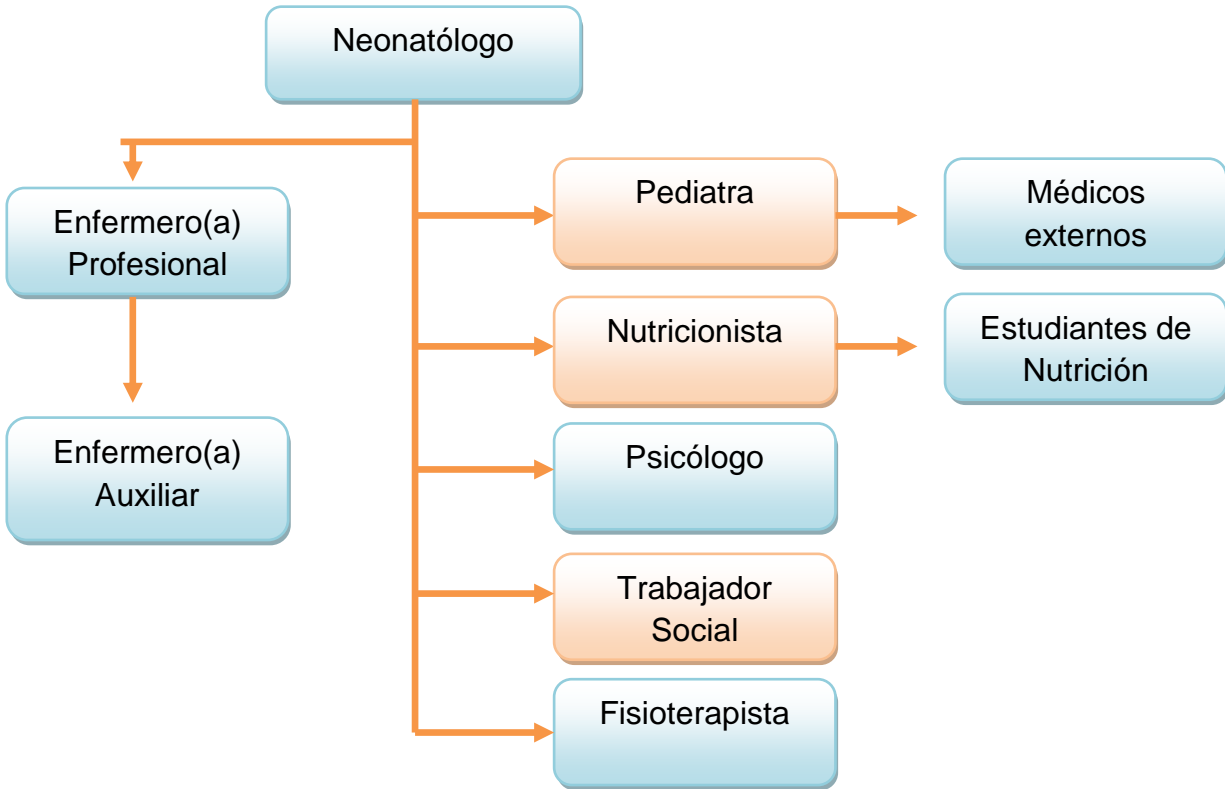 Neonatólogo
Enfermero(a)
Profesional
Enfermero(a)
Auxiliar
Pediatra
Médicos
externos
Nutricionista
Estudiantes de
Nutrición
Psicólogo
Trabajador
Social
Fisioterapista